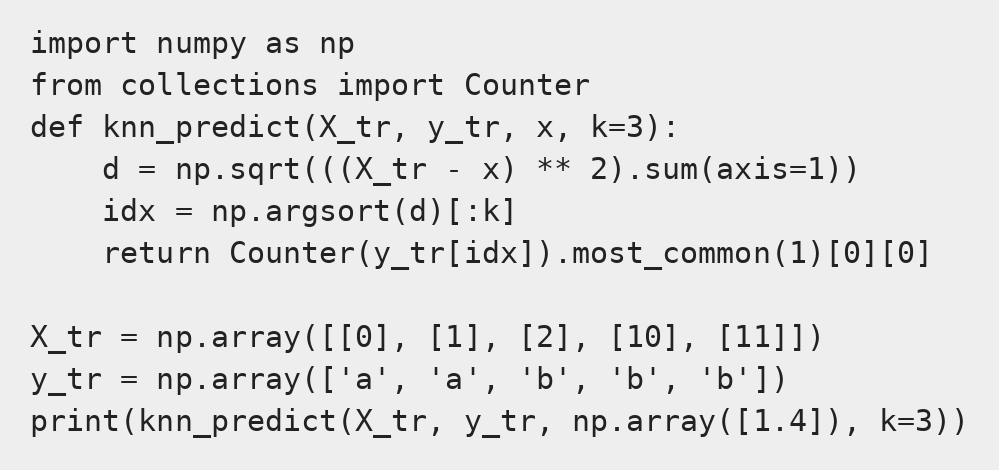 import numpy as np
from collections import Counter
def knn_predict(X_tr, y_tr, x, k=3):
    d = np.sqrt(((X_tr - x) ** 2).sum(axis=1))
    idx = np.argsort(d)[:k]
    return Counter(y_tr[idx]).most_common(1)[0][0]

X_tr = np.array([[0], [1], [2], [10], [11]])
y_tr = np.array(['a', 'a', 'b', 'b', 'b'])
print(knn_predict(X_tr, y_tr, np.array([1.4]), k=3))